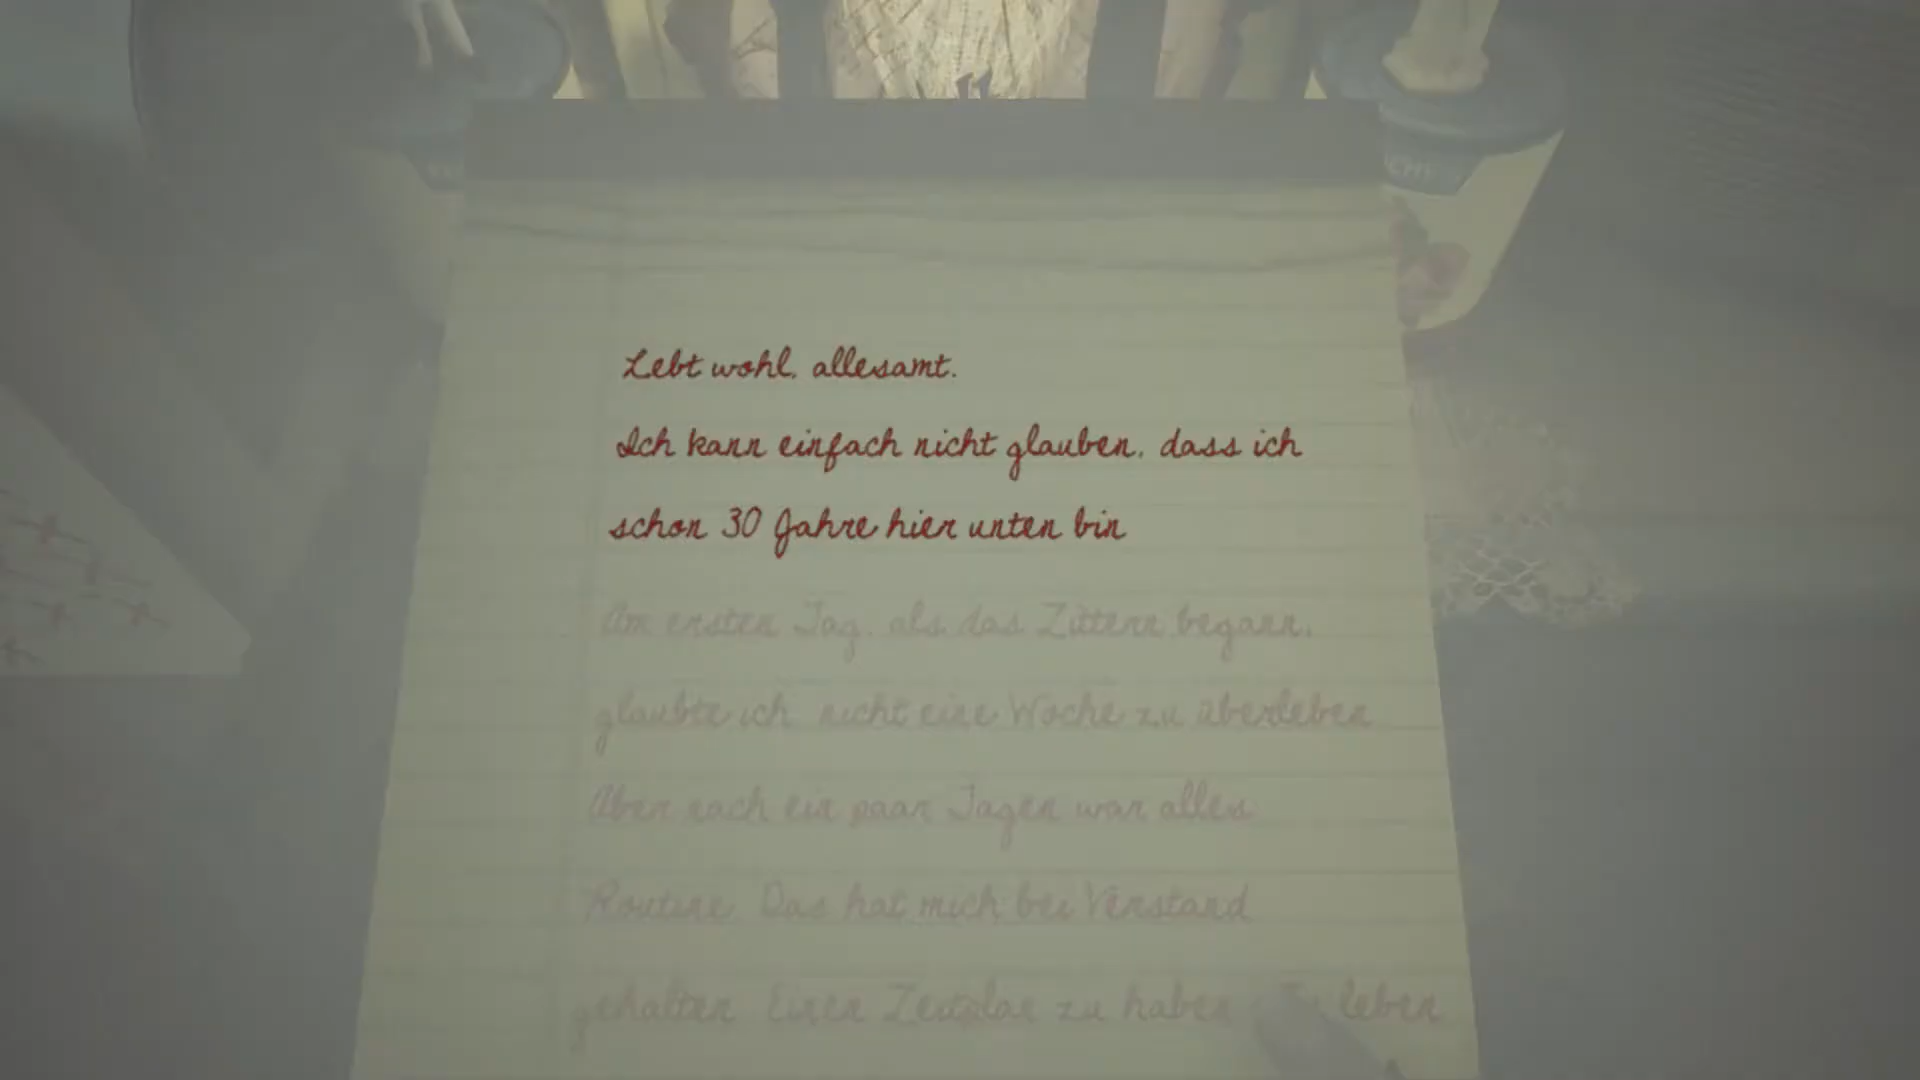 Lebt wohl, allesamt.
Ich kann einfach nicht glauben, dass ich
schon 30 Jahre hier unten bin
Am ersten Tag, als das Zittern begann,
glaubte ich nicht eine Woche zu überleben
Aber nach ein paar Tagen war alles
Routine. Das hat mich bei Verstand
gehalten. Einen Zeitplan zu haben leben